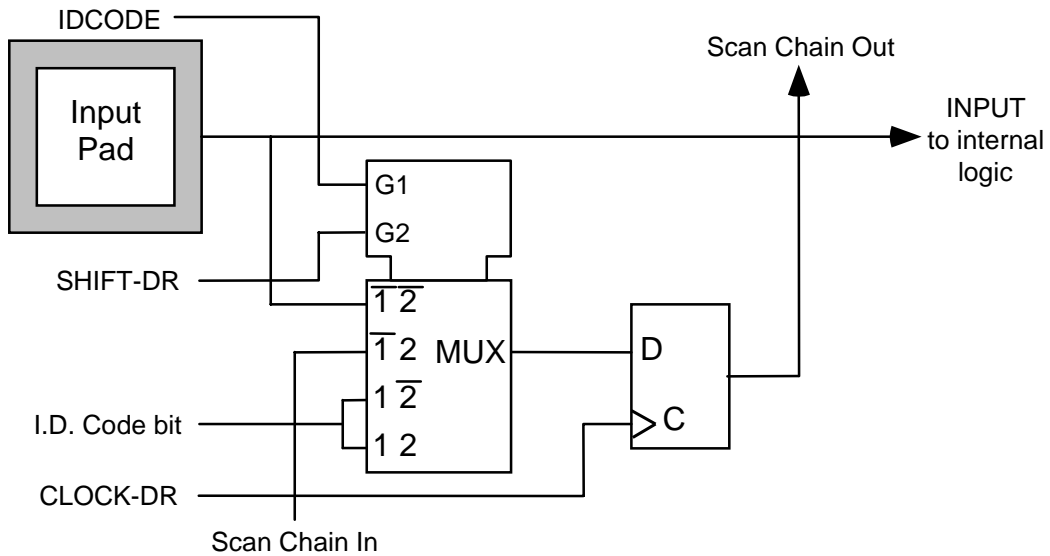 IDCODE
Scan Chain Out
Input
Pad
INPUT
to internal
logic
G1
G2
SHIFT-DR
1̅ 2̅
1̅ 2
MUX
D
1 2̅
I.D. Code bit
C
1 2
CLOCK-DR
Scan Chain In